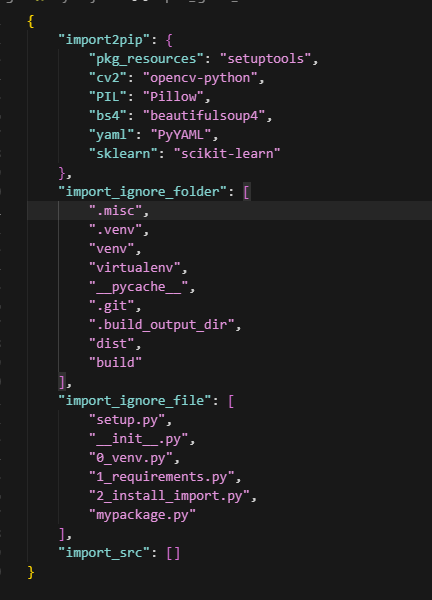 {
"import2pip": {
"pkg_resources": "setuptools",
"cv2": "opencv-python",
"PIL": "Pillow",
"bs4": "beautifulsoup4",
"yaml": "PyYAML",
"sklearn": "scikit-learn"
},
"import_ignore_folder": [
".misc",
".venv",
"venv",
"virtualenv",
"__pycache__",
".git",
".build_output_dir",
"dist",
"build"
],
"import_ignore_file": [
"setup.py",
"__init__.py",
"0_venv.py",
"1_requirements.py",
"2_install_import.py",
"mypackage.py"
],
"import_src": []
}